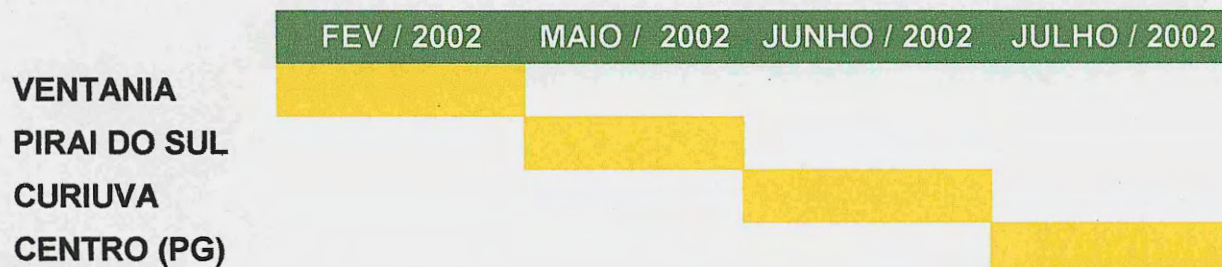 FEV / 2002 MAIO / 2002 JUNHO / 2002 JULHO / 2002
VENTANIA
PIRAI DO SUL
CURIUVA
CENTRO (PG)